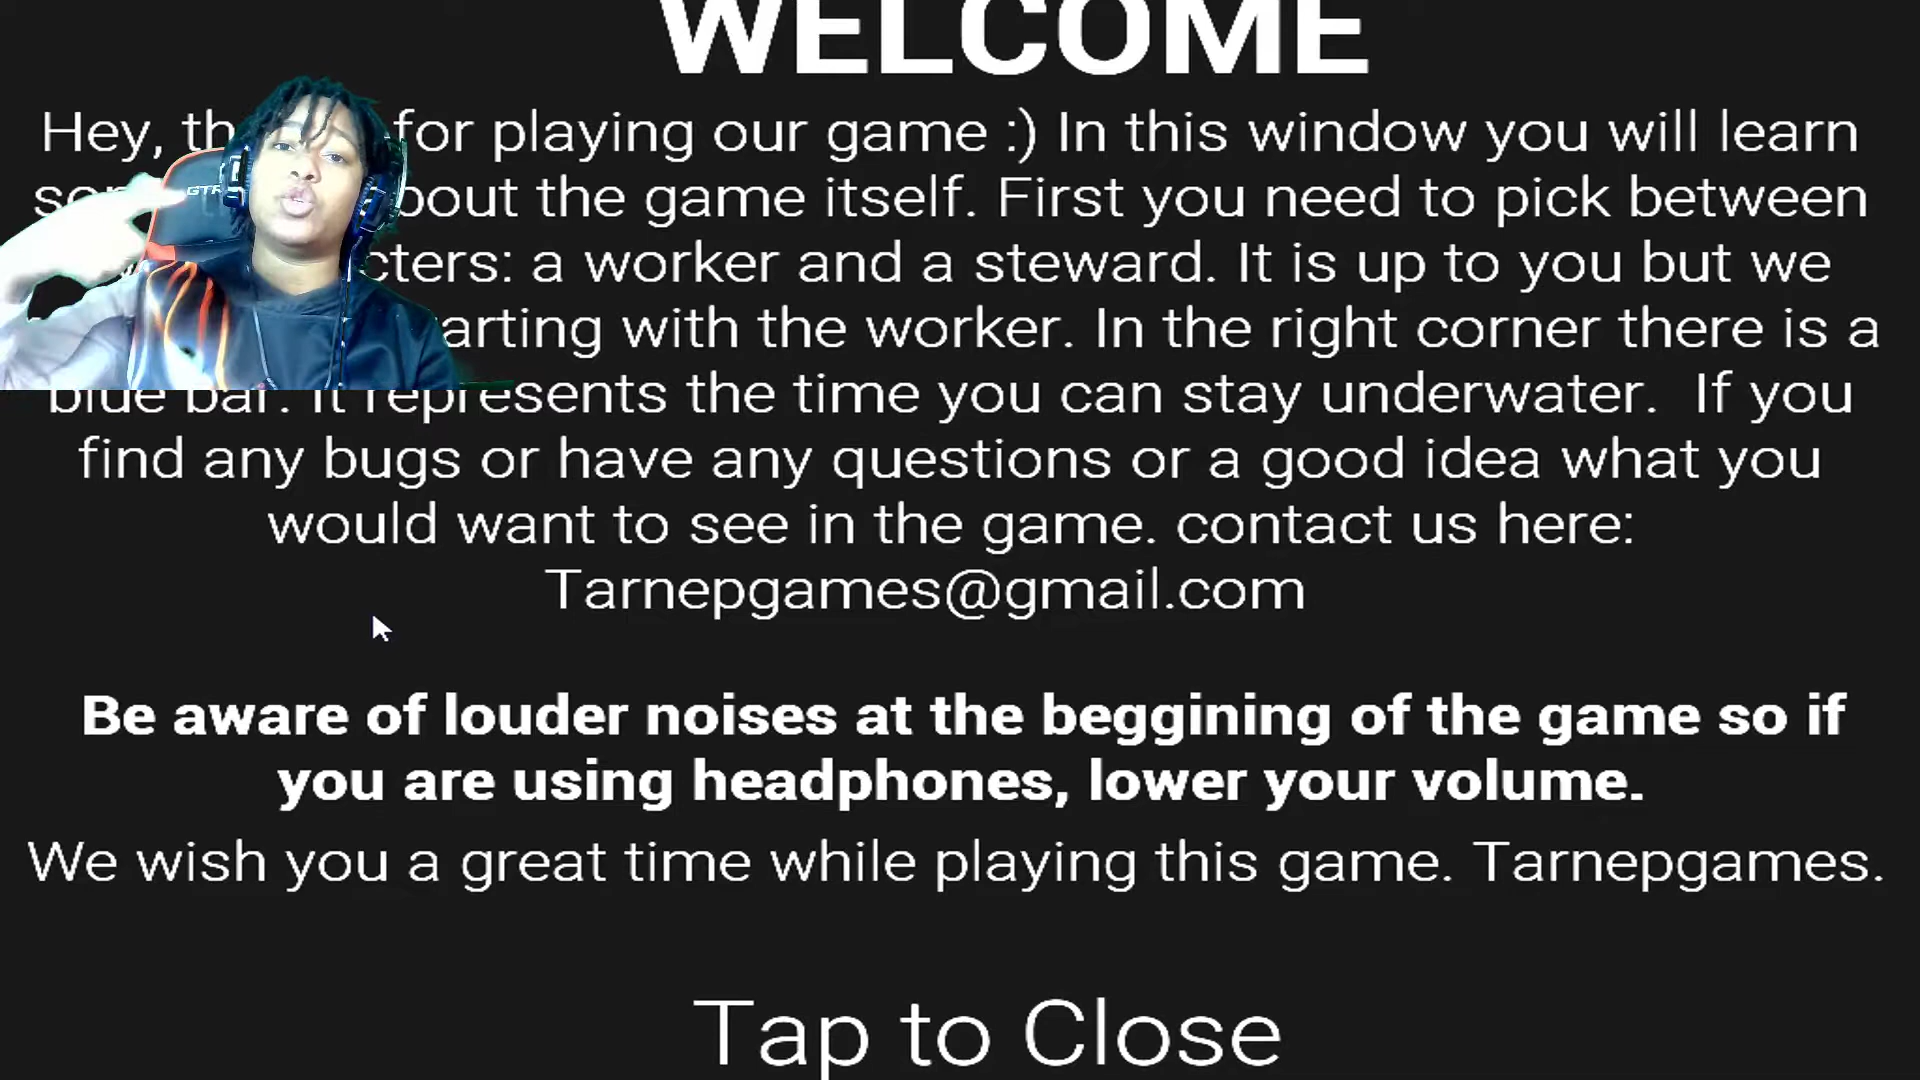 WELCOME
Hey, for playing our game :) In this window you will learn
about the game itself. First you need to pick between
a worker and a steward. It is up to you but we
with the worker. In the right corner there is a
blue bar. It represents the time you can stay underwater. If you
find any bugs or have any questions or a good idea what you
would want to see in the game. contact us here:
Tarnepgames@gmail.com
Be aware of louder noises at the beggining of the game so if
you are using headphones, lower your volume.
We wish you a great time while playing this game. Tarnepgames.
Tap to Close